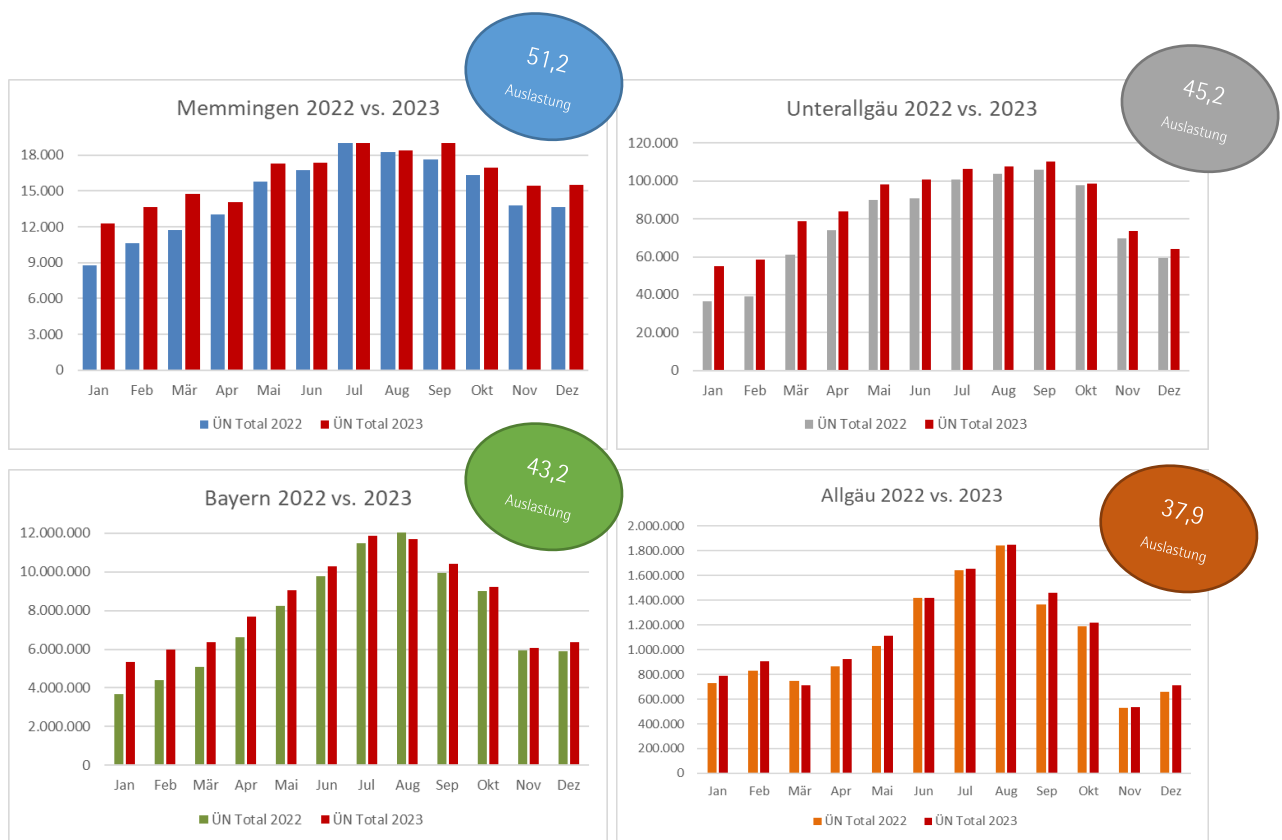 51,2
Auslastung
Memmingen 2022 vs. 2023
18.000
15.000
12.000
9.000
6.000
3.000
0
Jan Feb Mär Apr Mai Jun Jul Aug Sep Okt Nov Dez
ÜN Total 2022 ÜN Total 2023
45,2
Auslastung
Unterallgäu 2022 vs. 2023
120.000
100.000
80.000
60.000
40.000
20.000
0
Jan Feb Mär Apr Mai Jun Jul Aug Sep Okt Nov Dez
ÜN Total 2022 ÜN Total 2023
43,2
Auslastung
Bayern 2022 vs. 2023
12.000.000
10.000.000
8.000.000
6.000.000
4.000.000
2.000.000
0
Jan Feb Mär Apr Mai Jun Jul Aug Sep Okt Nov Dez
ÜN Total 2022 ÜN Total 2023
37,9
Auslastung
Allgäu 2022 vs. 2023
2.000.000
1.800.000
1.600.000
1.400.000
1.200.000
1.000.000
800.000
600.000
400.000
200.000
0
Jan Feb Mär Apr Mai Jun Jul Aug Sep Okt Nov Dez
ÜN Total 2022 ÜN Total 2023